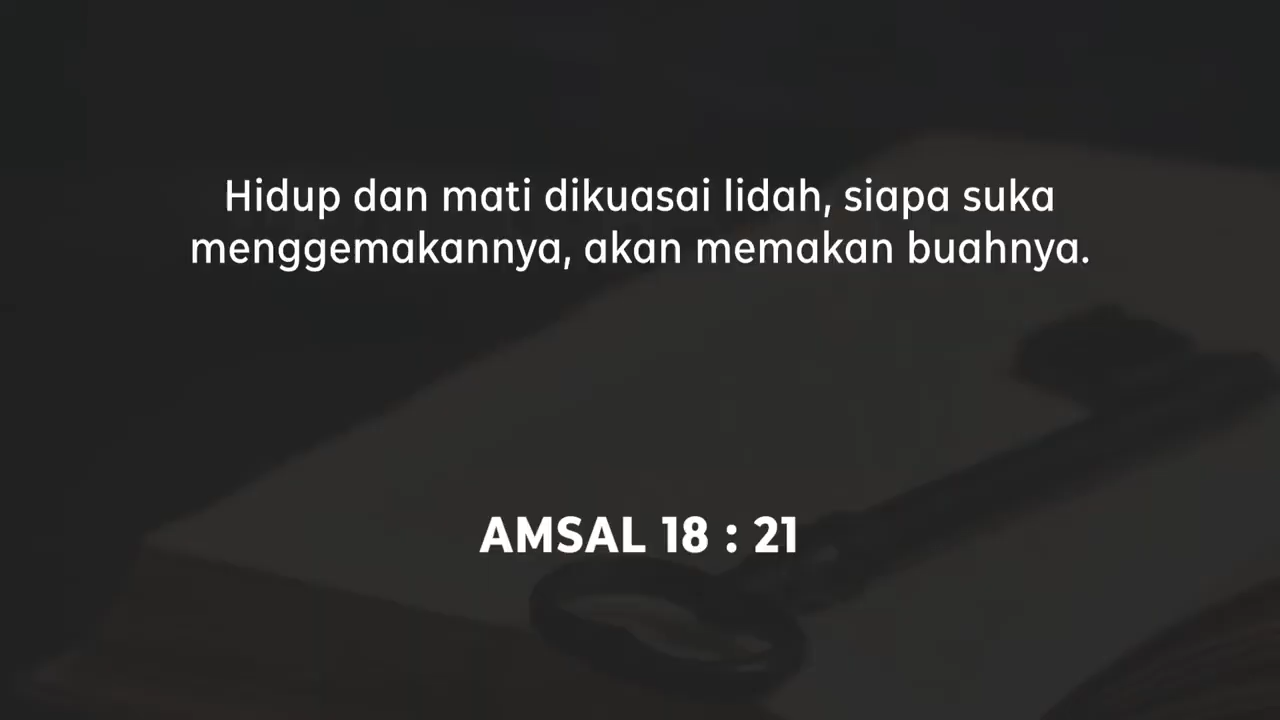 Hidup dan mati dikuasai lidah, siapa suka
menggemakannya, akan memakan buahnya.
AMSAL 18 : 21